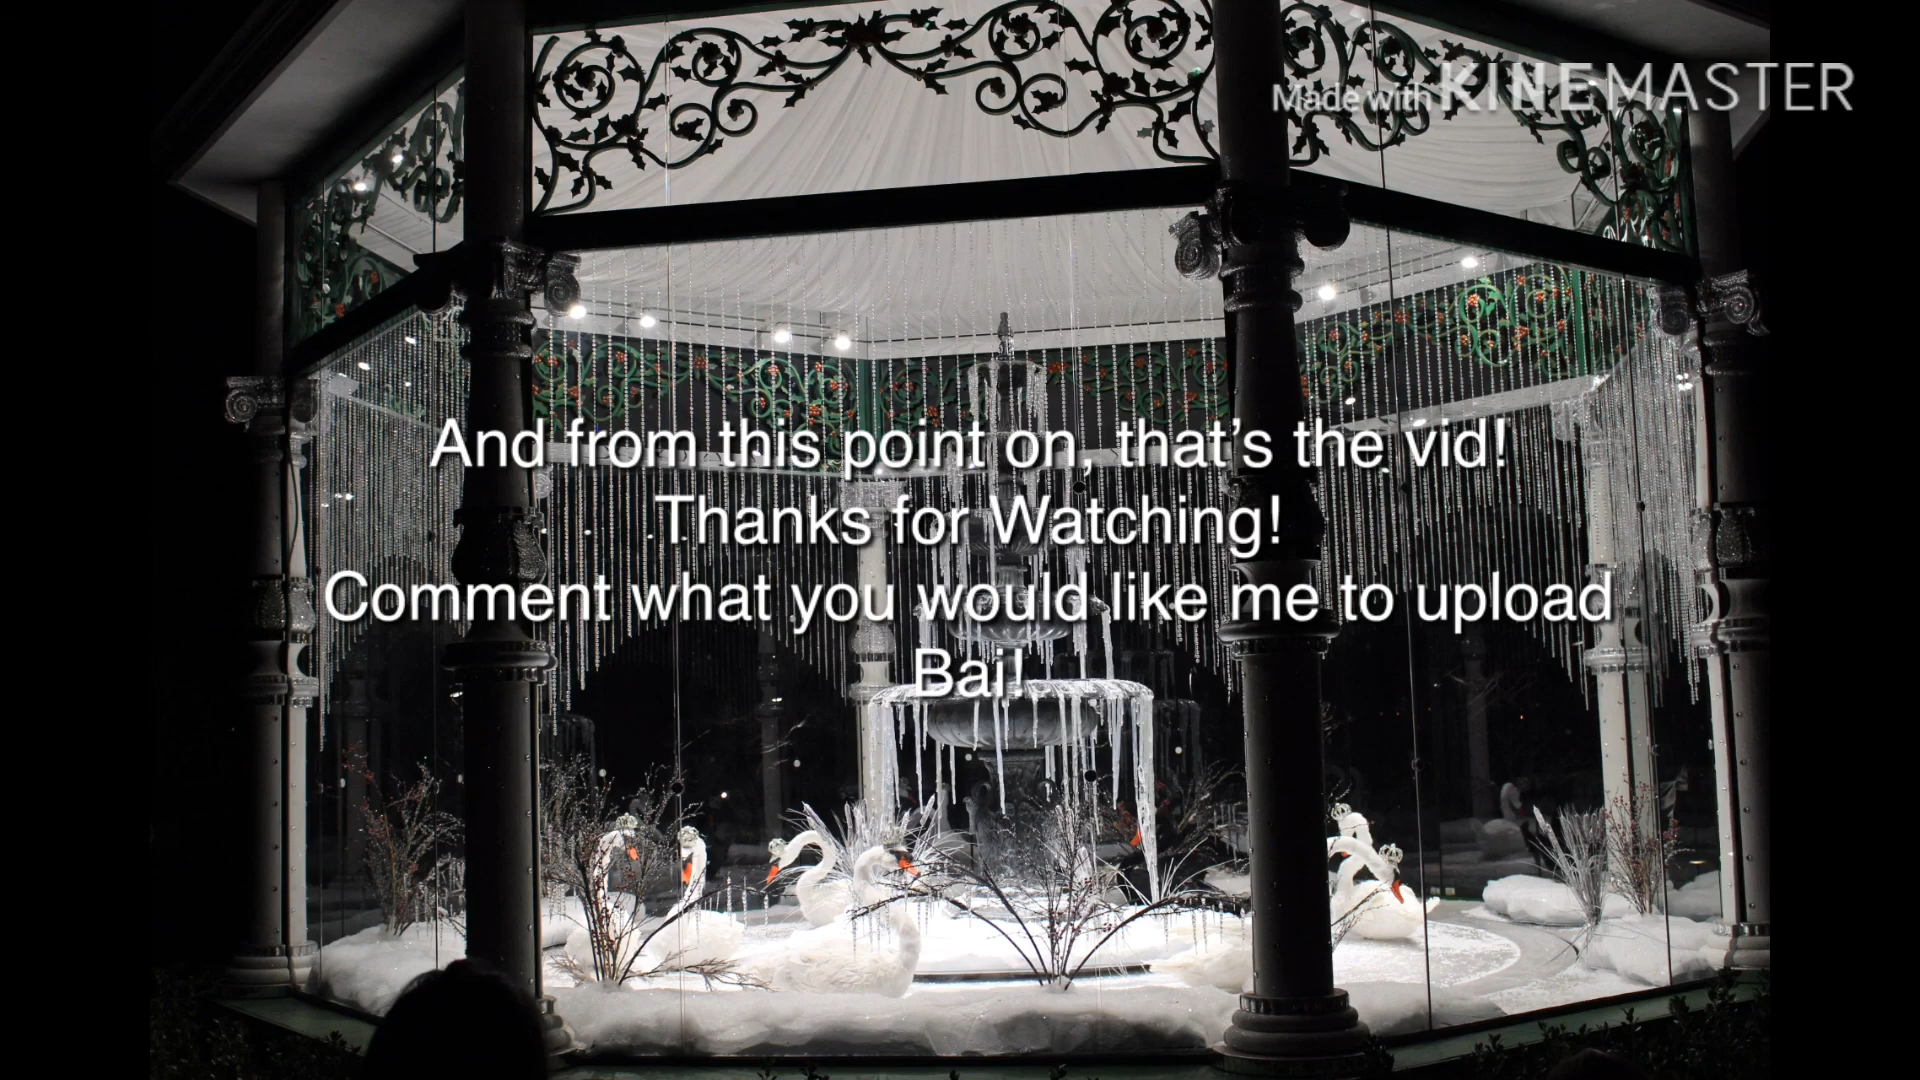 Made with KINEMASTER
And from this point on, that's the vid!
Thanks for Watching!
Comment what you would like me to upload
Bai!